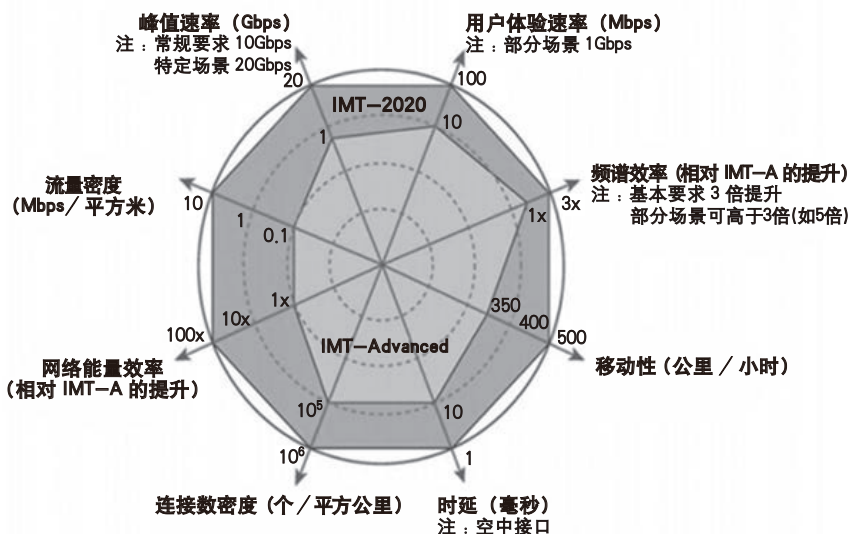 峰值速率（Gbps）
注：常规要求 10Gbps
特定场景 20Gbps
用户体验速率（Mbps）
注：部分场景 1Gbps
20
100
IMT—2020
1
10
频谱效率（相对 IMT—A 的提升）
注：基本要求 3 倍提升
部分场景可高于3倍(如5倍)
流量密度
（Mbps/平方米）
10
1
0.1
1x
3x
1x
10x
100x
350
400
500
IMT—Advanced
网络能量效率
（相对 IMT—A 的提升）
移动性（公里/小时）
10⁵
10
10⁶
1
连接数密度（个/平方公里）
时延（毫秒）
注：空中接口